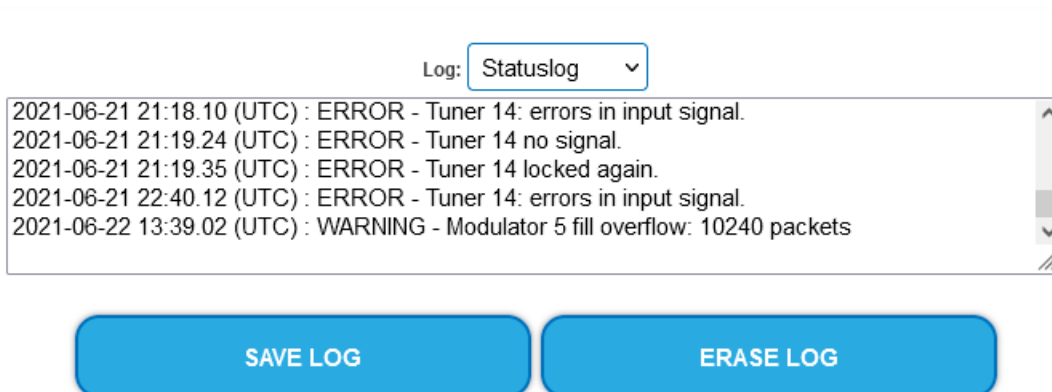 Log: Statuslog
2021-06-21 21:18.10 (UTC) : ERROR - Tuner 14: errors in input signal.
2021-06-21 21:19.24 (UTC) : ERROR - Tuner 14 no signal.
2021-06-21 21:19.35 (UTC) : ERROR - Tuner 14 locked again.
2021-06-21 22:40.12 (UTC) : ERROR - Tuner 14: errors in input signal.
2021-06-22 13:39.02 (UTC) : WARNING - Modulator 5 fill overflow: 10240 packets
SAVE LOG
ERASE LOG